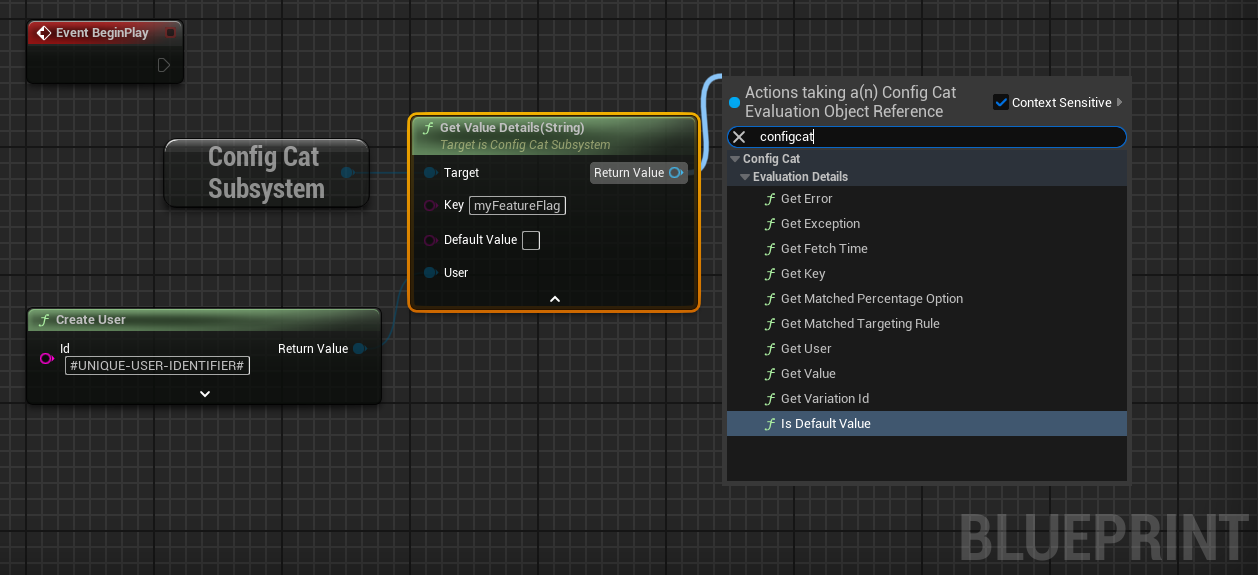 Event BeginPlay
Config Cat
Subsystem
Get Value Details(String)
Target is Config Cat Subsystem
Target
Return Value
Key myFeatureFlag
Default Value
User
Create User
Id
Return Value
#UNIQUE-USER-IDENTIFIER#
Actions taking a(n) Config Cat
Evaluation Object Reference
Context Sensitive
configcat
Config Cat
Evaluation Details
Get Error
Get Exception
Get Fetch Time
Get Key
Get Matched Percentage Option
Get Matched Targeting Rule
Get User
Get Value
Get Variation Id
Is Default Value
BLUEPRINT